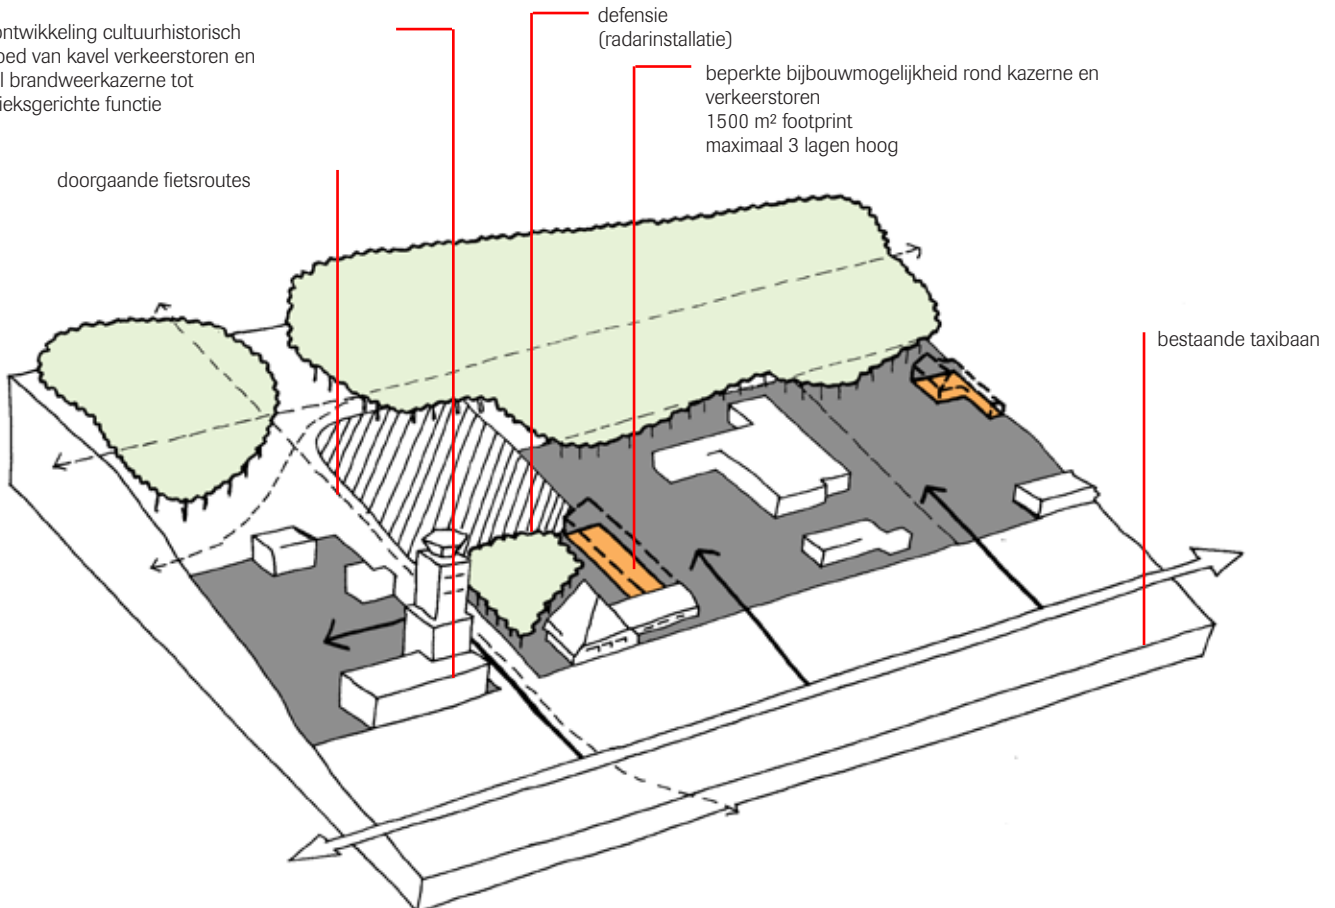 ontwikkeling cultuurhistorisch
oed van kavel verkeerstoren en
l brandweerkazerne tot
ieksgerichte functie
doorgaande fietsroutes
defensie
(radarinstallatie)
beperkte bijbouwmogelijkheid rond kazerne en
verkeerstoren
1500 m² footprint
maximaal 3 lagen hoog
bestaande taxibaan